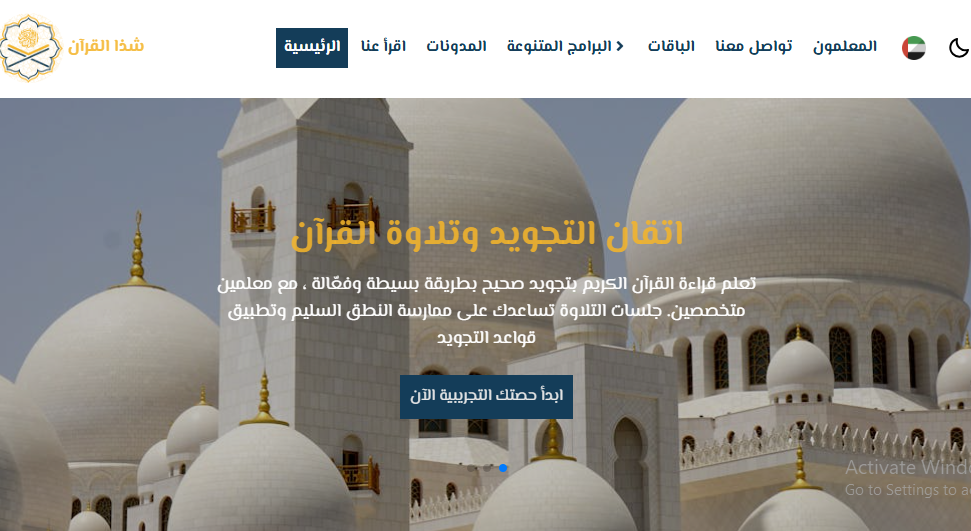 شذا القرآن
الرئيسية
اقرأ عنا
المدونات
البرامج المتنوعة
الباقات
تواصل معنا
المعلمون
اتقان التجويد وتلاوة القرآن
تعلم قراءة القرآن الكريم بتجويد صحيح بطريقة بسيطة وفعّالة ، مع معلمين
متخصصين. جلسات التلاوة تساعدك على ممارسة النطق السليم وتطبيق
قواعد التجويد
ابدأ حصتك التجريبية الآن
Activate Wind
Go to Settings to a